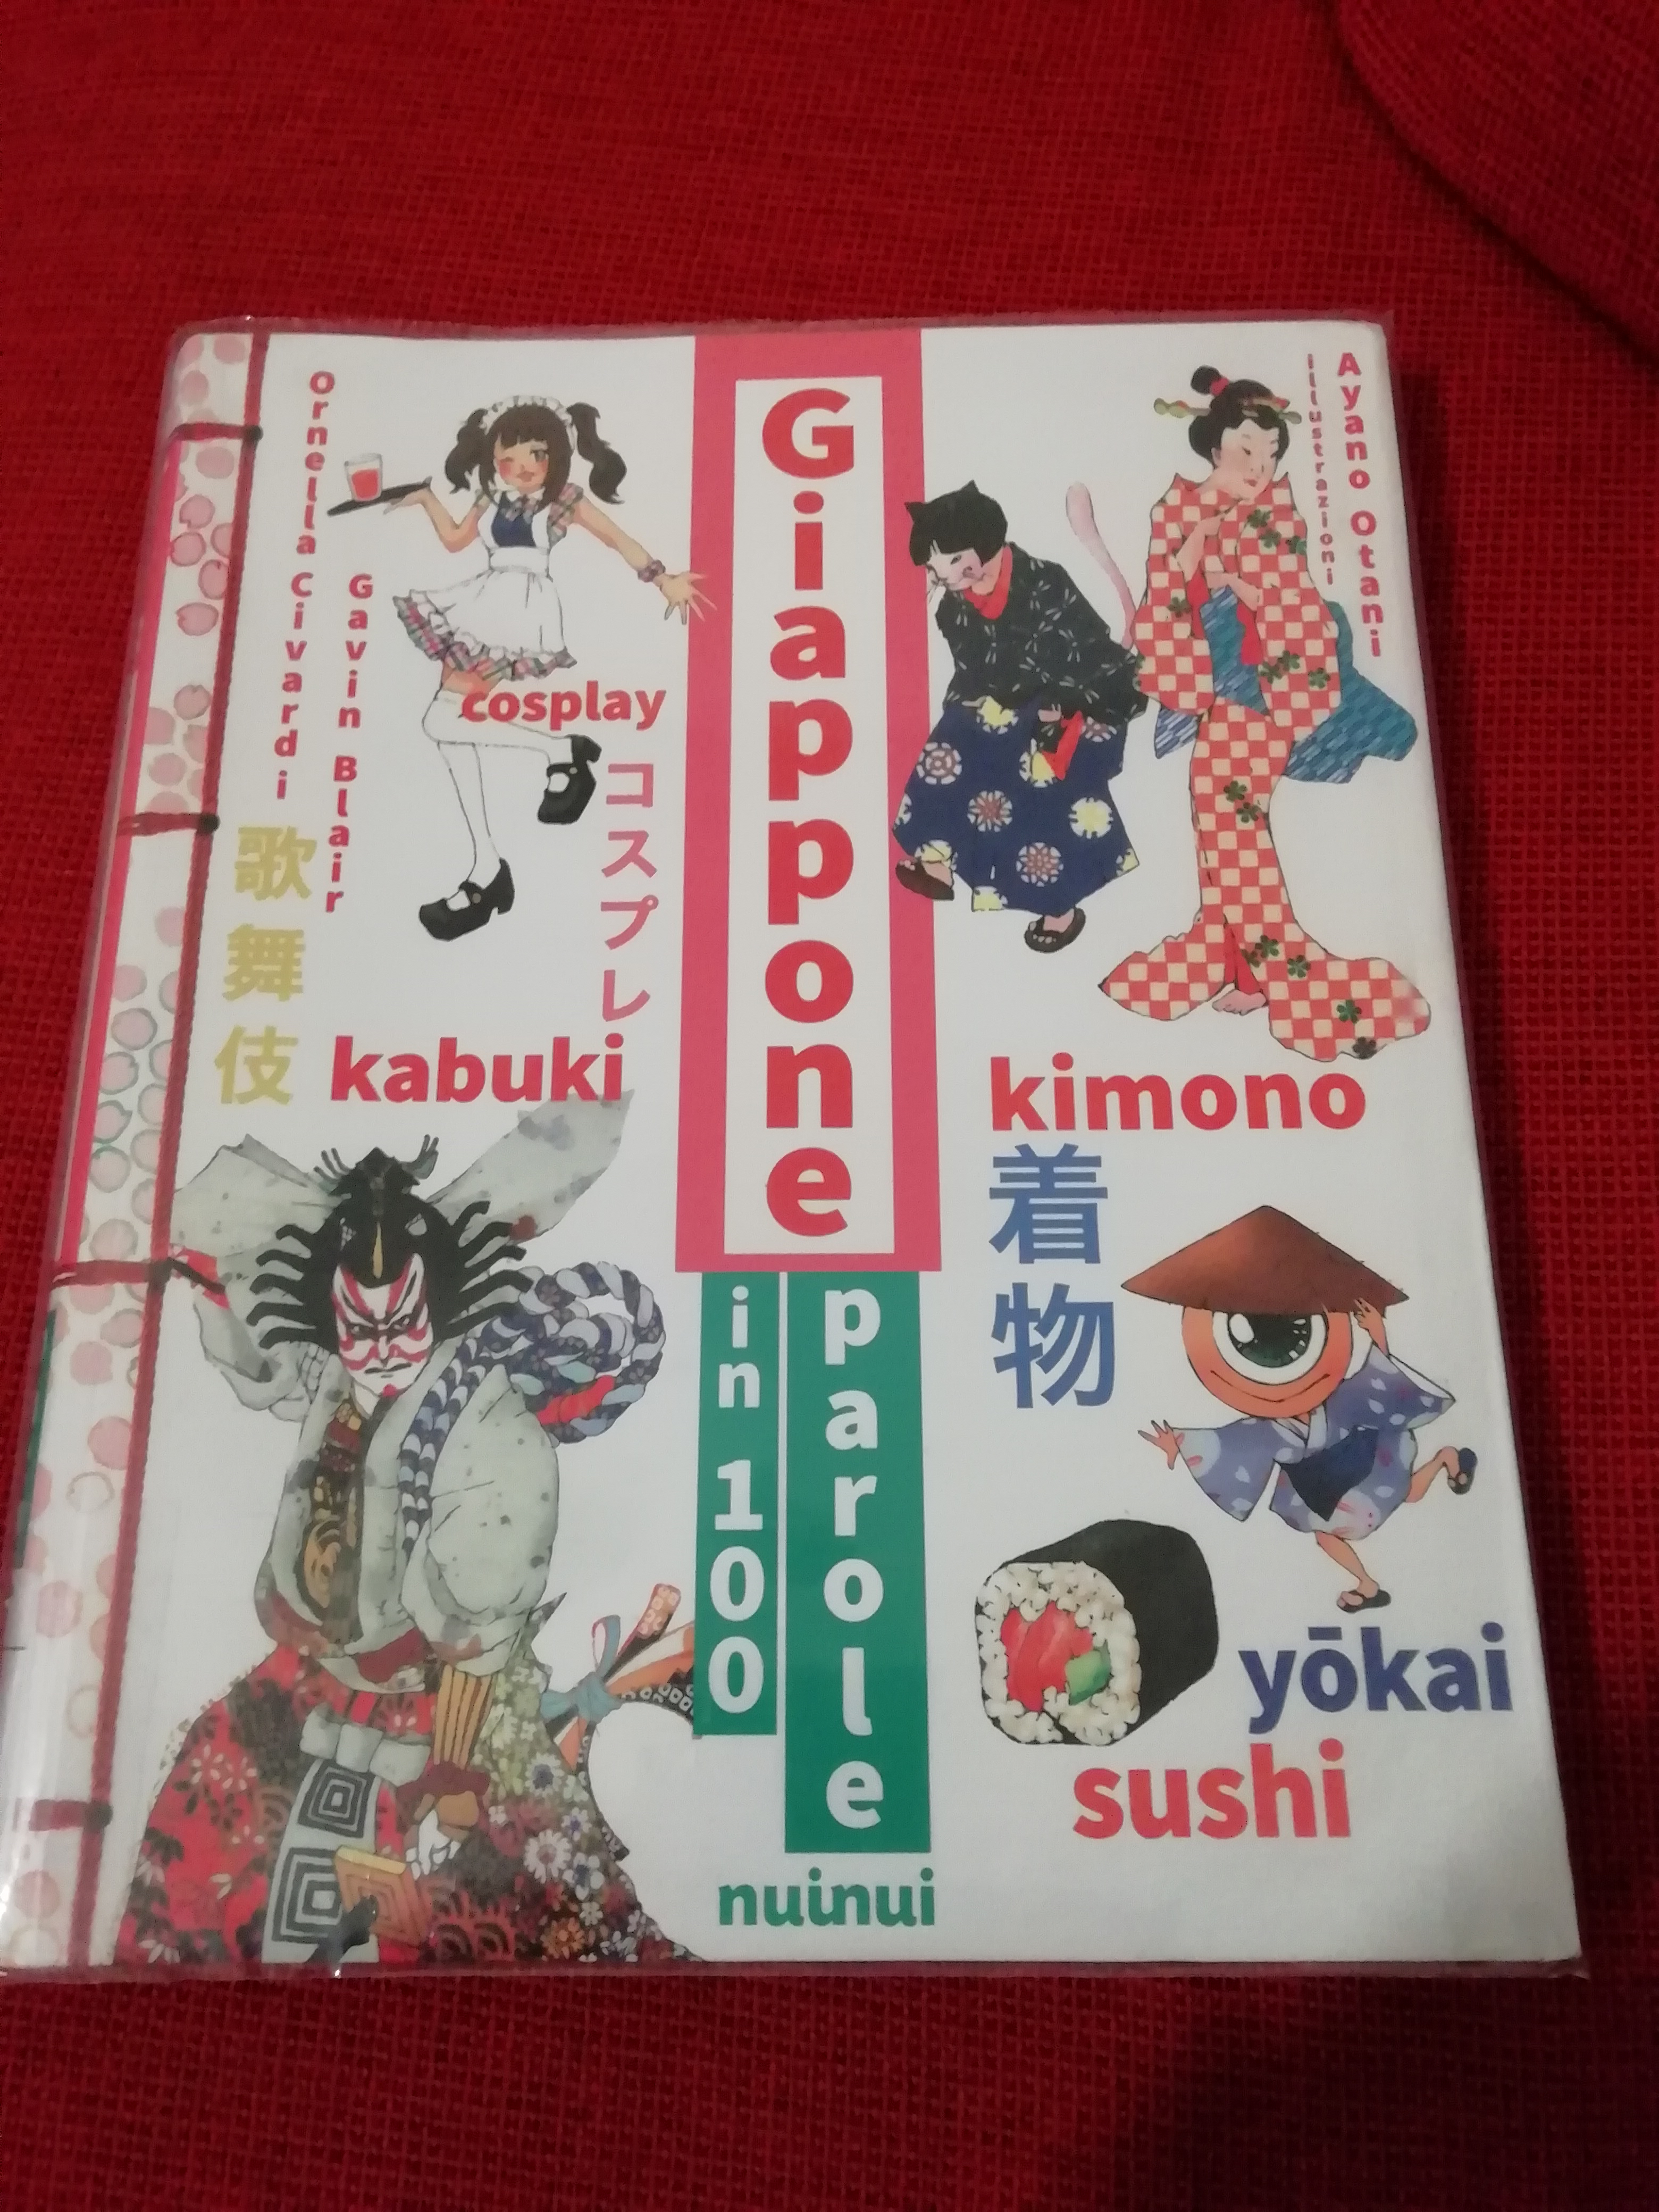 Ornella Civardi
Gavin Blair
Giappone
in 100
parole
Ayano Otani
illustrazioni
cosplay
コスプレ
歌舞伎
kabuki
kimono
着物
yōkai
sushi
nuinui